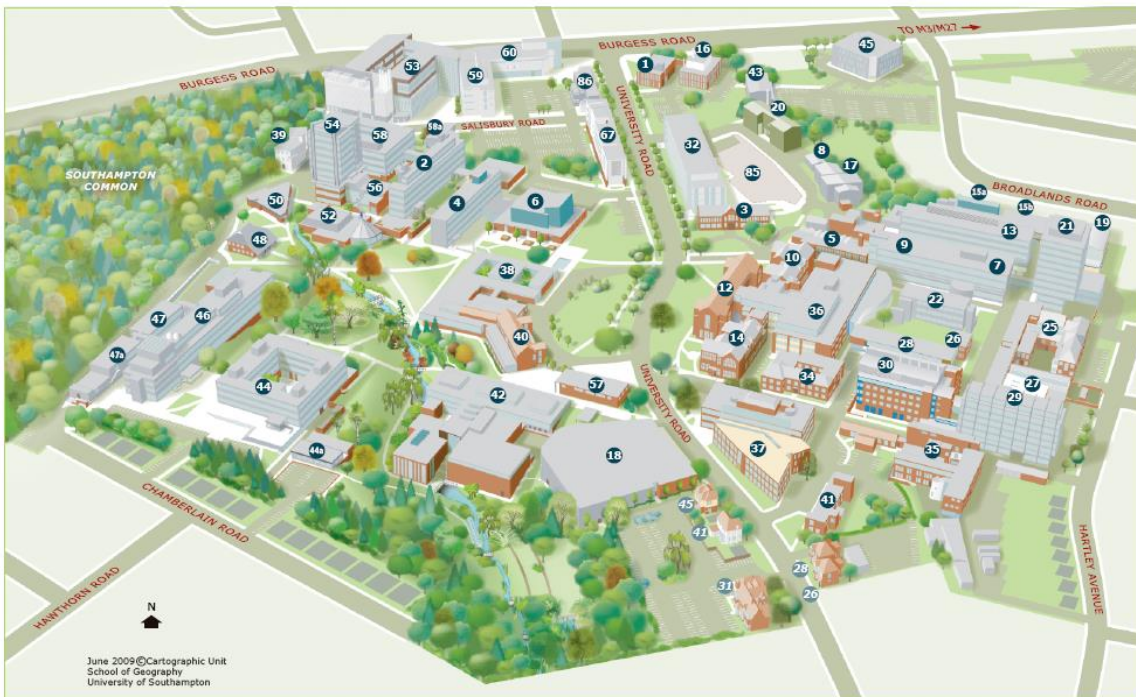 BURGESS ROAD
BURGESS ROAD
TO M3/M27
60
53
59
86
1
16
43
45
20
SALISBURY ROAD
UNIVERSITY ROAD
39
54
58
58a
2
67
32
8
17
85
SOUTHAMPTON
COMMON
56
50
52
4
6
3
BROADLANDS ROAD
15a
15b
13
21
19
48
5
9
7
10
38
12
36
22
25
47
46
47a
40
14
28
26
30
34
27
29
44
42
57
UNIVERSITY ROAD
44a
18
37
35
41
45
41
31
28
26
CHAMBERLAIN ROAD
HAWTHORN ROAD
HARTLEY AVENUE
N
June 2009©Cartographic Unit
School of Geography
University of Southampton